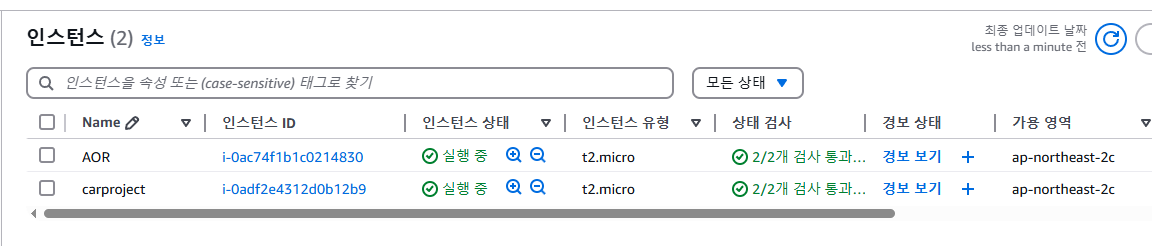 인스턴스 (2) 정보
최종 업데이트 날짜
less than a minute 전
인스턴스를 속성 또는 (case-sensitive) 태그로 찾기
모든 상태
Name 인스턴스 ID 인스턴스 상태 인스턴스 유형 상태 검사 경보 상태 가용 영역
AOR i-0ac74f1b1c0214830 실행 중 t2.micro 2/2개 검사 통과... 경보 보기 + ap-northeast-2c
carproject i-0adf2e4312d0b12b9 실행 중 t2.micro 2/2개 검사 통과... 경보 보기 + ap-northeast-2c